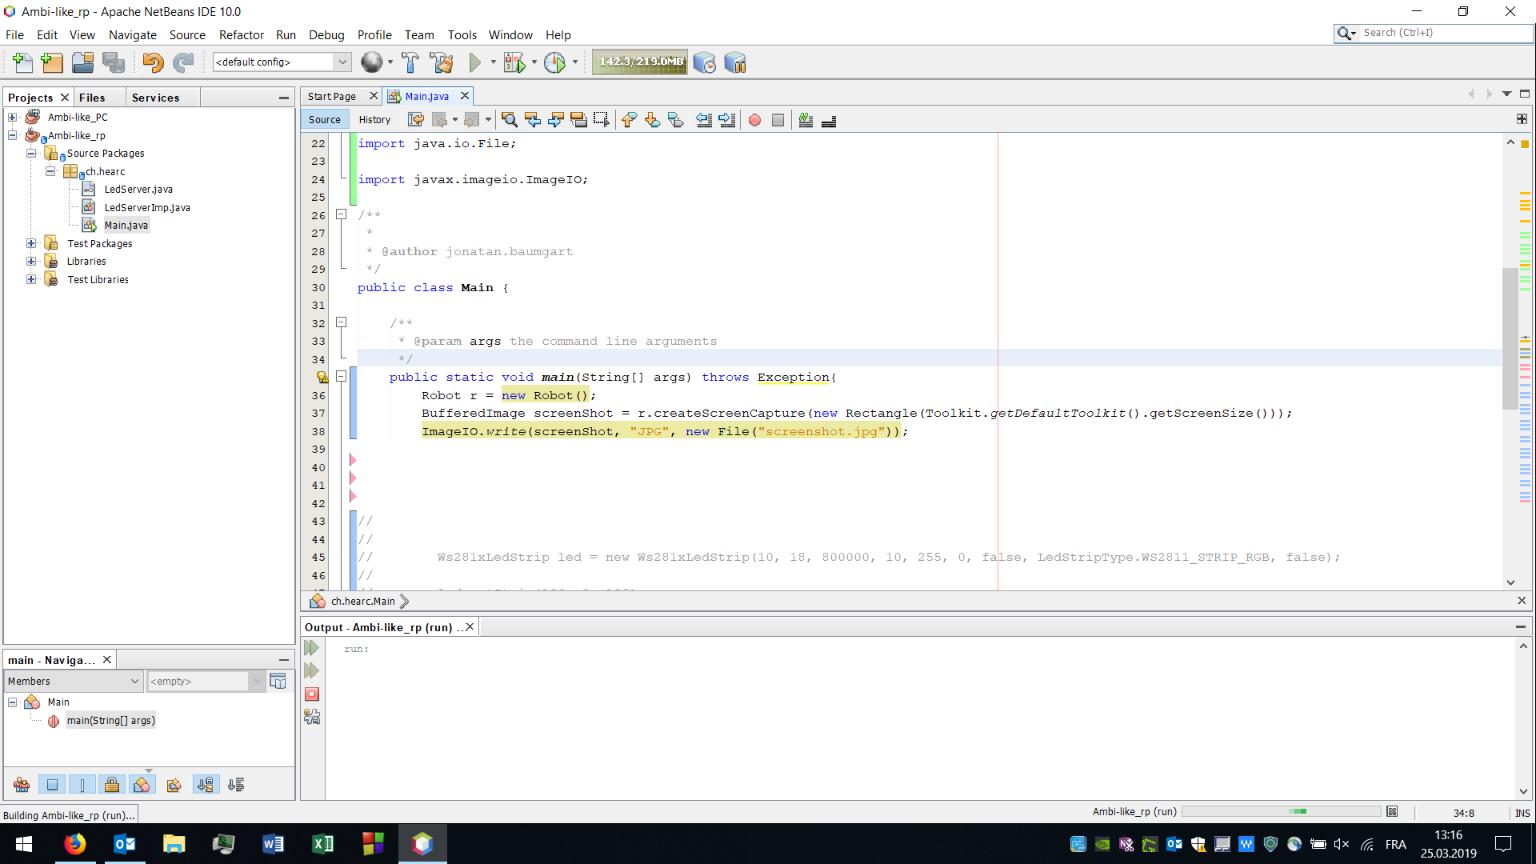 Ambi-like_rp - Apache NetBeans IDE 10.0
File Edit View Navigate Source Refactor Run Debug Profile Team Tools Window Help
Search (Ctrl+I)
<default config>
142.3/219.0MB
Projects Files Services
Ambi-like_PC
Ambi-like_rp
Source Packages
ch.hearc
LedServer.java
LedServerImp.java
Main.java
Test Packages
Libraries
Test Libraries
Start Page Main.java
Source History
22 import java.io.File;
23
24 import javax.imageio.ImageIO;
25
26 /**
27 *
28 * @author jonatan.baumgart
29 */
30 public class Main {
31
32 /**
33 * @param args the command line arguments
34 */
public static void main(String[] args) throws Exception{
36 Robot r = new Robot();
37 BufferedImage screenShot = r.createScreenCapture(new Rectangle(Toolkit.getDefaultToolkit().getScreenSize()));
38 ImageIO.write(screenShot, "JPG", new File("screenshot.jpg"));
39
40
41
42
43 //
44 //
45 // Ws281xLedStrip led = new Ws281xLedStrip(10, 18, 800000, 10, 255, 0, false, LedStripType.WS2811_STRIP_RGB, false);
46 //
ch.hearc.Main
Output - Ambi-like_rp (run) ..
run:
main - Naviga...
Members <empty>
Main
main(String[] args)
Building Ambi-like_rp (run)...
Ambi-like_rp (run) 34:8 INS
FRA
13:16
25.03.2019